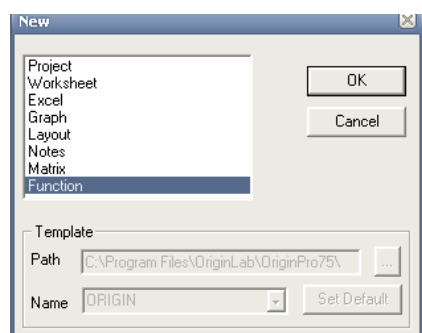 New
Project
Worksheet
Excel
Graph
Layout
Notes
Matrix
Function
OK
Cancel
Template
Path C:\Program Files\OriginLab\OriginPro75\ ...
Name ORIGIN Set Default